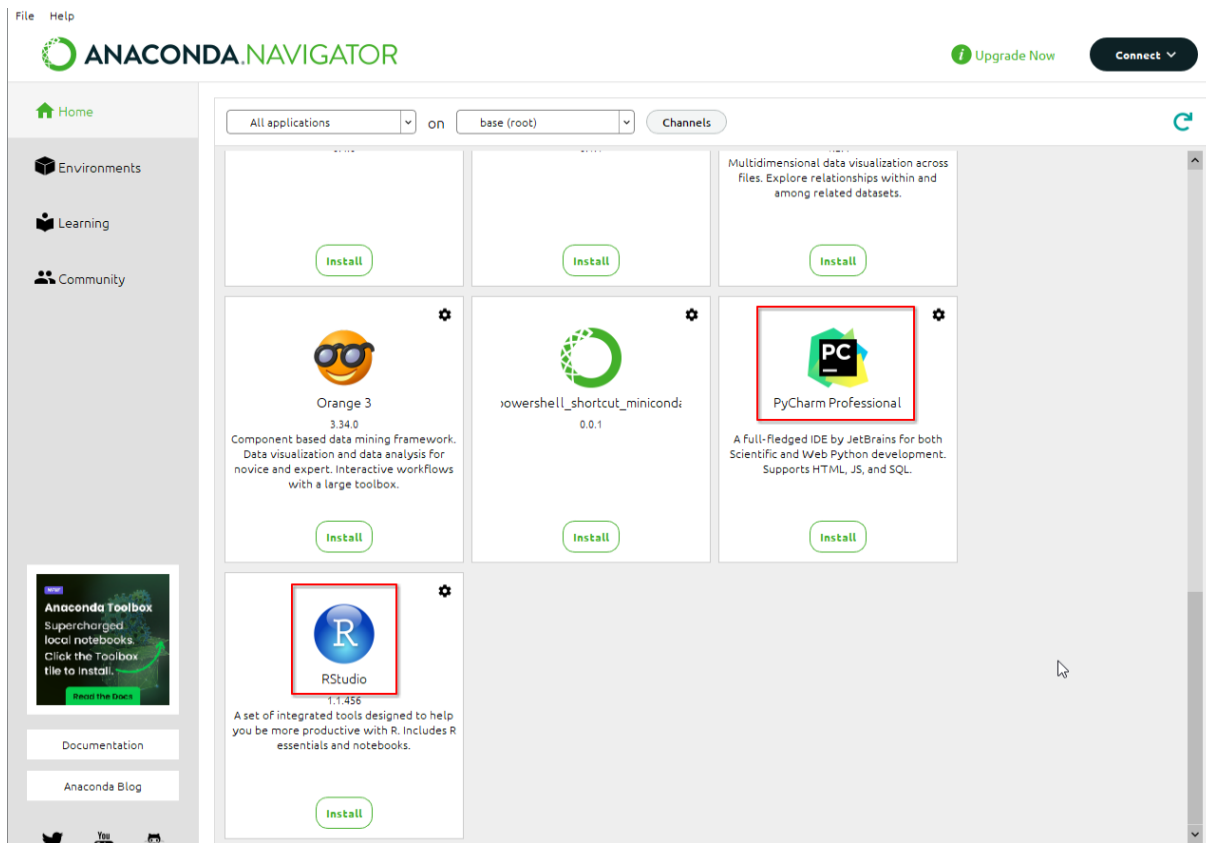 File Help
ANACONDA.NAVIGATOR
i Upgrade Now
Connect
Home
Environments
Learning
Community
All applications
on
base (root)
Channels
Multidimensional data visualization across
files. Explore relationships within and
among related datasets.
Install
Install
Install
Orange 3
3.34.0
Component based data mining framework.
Data visualization and data analysis for
novice and expert. Interactive workflows
with a large toolbox.
Install
powershell_shortcut_miniconda
0.0.1
Install
PC
PyCharm Professional
A full-fledged IDE by JetBrains for both
Scientific and Web Python development.
Supports HTML, JS, and SQL.
Install
R
RStudio
1.1.456
A set of integrated tools designed to help
you be more productive with R. Includes R
essentials and notebooks.
Install
NEW
Anaconda Toolbox
Supercharged
local notebooks.
Click the Toolbox
tile to install.
Read the Docs
Documentation
Anaconda Blog
You